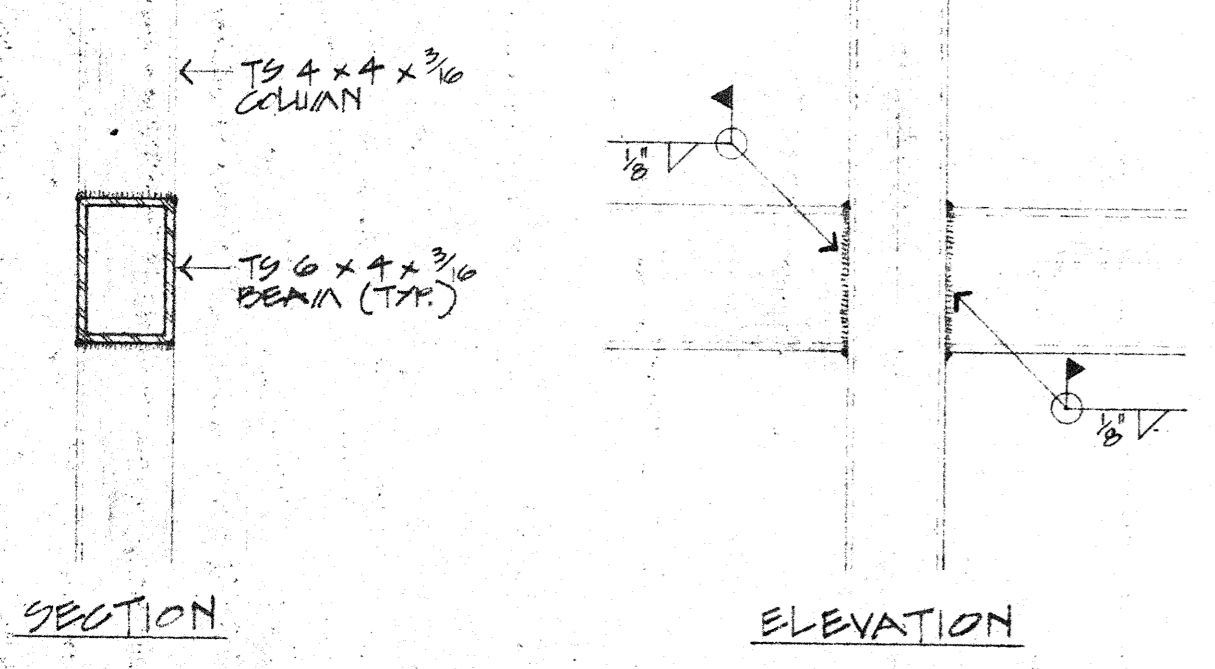 TS 4 x 4 x 3/16
COLUMN
TS 6 x 4 x 3/16
BEAM (TYP.)
1/8"
1/8"
SECTION
ELEVATION